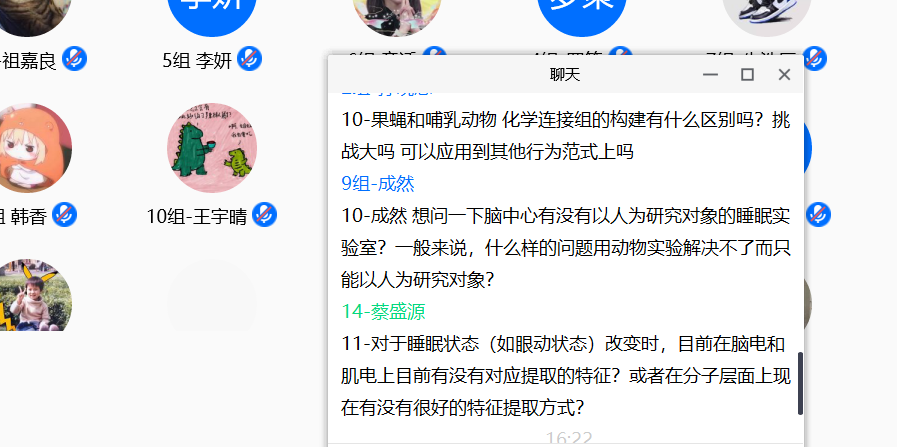 李妍
罗棨
祖嘉良
5组 李妍
聊天
10-果蝇和哺乳动物 化学连接组的构建有什么区别吗？挑
战大吗 可以应用到其他行为范式上吗
组 韩香
10组-王宇晴
9组-成然
10-成然 想问一下脑中心有没有以人为研究对象的睡眠实
验室？一般来说，什么样的问题用动物实验解决不了而只
能以人为研究对象？
14-蔡盛源
11-对于睡眠状态（如眼动状态）改变时，目前在脑电和
肌电上目前有没有对应提取的特征？或者在分子层面上现
在有没有很好的特征提取方式？
16:22